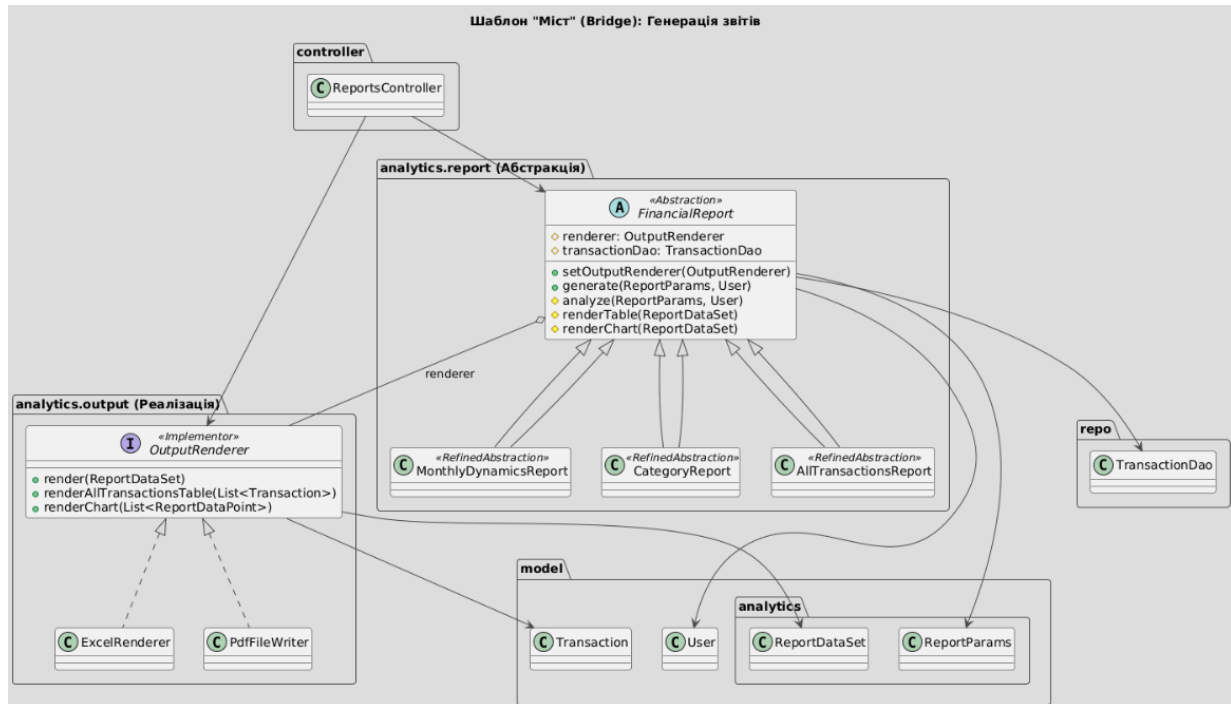 Шаблон "Міст" (Bridge): Генерація звітів
controller
C ReportsController
analytics.report (Абстракція)
A «Abstraction»
FinancialReport
renderer: OutputRenderer
transactionDao: TransactionDao
setOutputRenderer(OutputRenderer)
generate(ReportParams, User)
analyze(ReportParams, User)
renderTable(ReportDataSet)
renderChart(ReportDataSet)
renderer
analytics.output (Реалізація)
I «Implementor»
OutputRenderer
render(ReportDataSet)
renderAllTransactionsTable(List<Transaction>)
renderChart(List<ReportDataPoint>)
C «RefinedAbstraction»
MonthlyDynamicsReport
C «RefinedAbstraction»
CategoryReport
C «RefinedAbstraction»
AllTransactionsReport
repo
C TransactionDao
C ExcelRenderer
C PdfFileWriter
model
C Transaction
C User
analytics
C ReportDataSet
C ReportParams